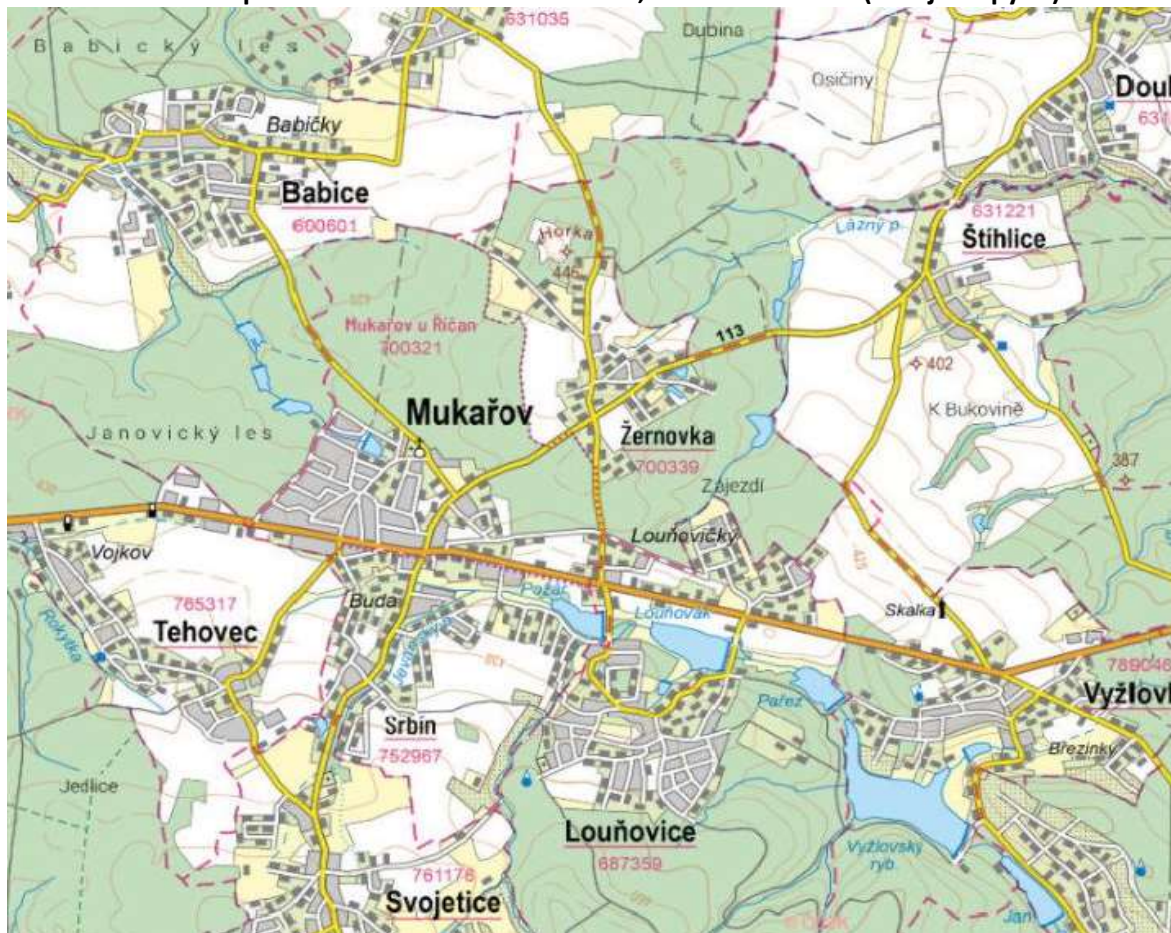 631035
Dubina
Babický les
Osičiny
Babičky
Babice
600601
631221
Štíhlice
Lázný p.
Horka
446
Mukařov u Říčan
700321
113
402
Mukařov
K Bukovině
Janovický les
Žernovka
700339
387
Zájezdí
425
Louňovičky
Vojkov
Buda
Požár
Louňovák
Skalka
765317
Tehovec
Rokytka
789046
Pařez
Srbín
752967
Březinky
Jedlice
Louňovice
687359
Vyžlovský
ryb
761176
Svojetice
Jan